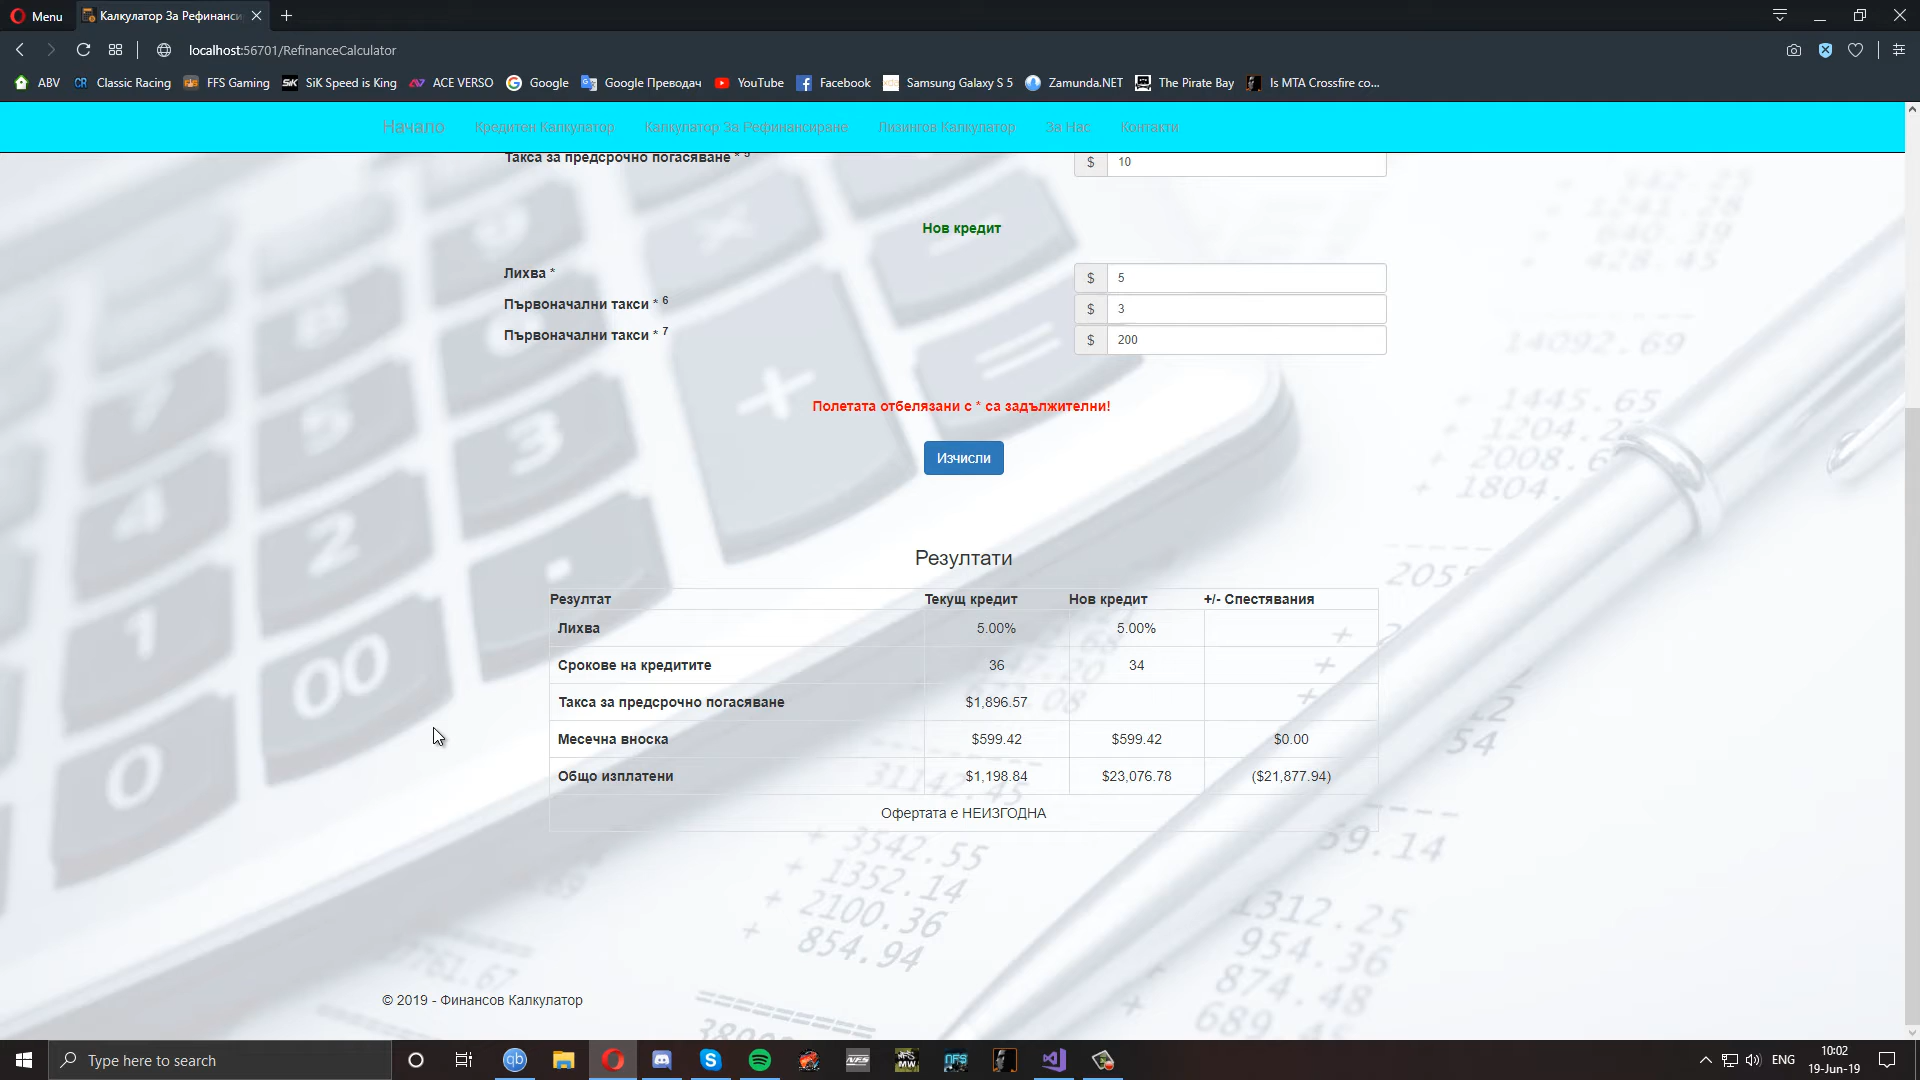 Menu
Калкулатор За Рефинанси
localhost:56701/RefinanceCalculator
ABV
Classic Racing
FFS Gaming
SiK Speed is King
ACE VERSO
Google
Google Преводач
YouTube
Facebook
Samsung Galaxy S 5
Zamunda.NET
The Pirate Bay
Is MTA Crossfire co...
Начало
Кредитен Калкулатор
Калкулатор За Рефинансиране
Лизингов Калкулатор
За Нас
Контакти
Такса за предсрочно погасяване * 5
$ 10
Нов кредит
Лихва *
$ 5
Първоначални такси * 6
$ 3
Първоначални такси * 7
$ 200
Полетата отбелязани с * са задължителни!
Изчисли
Резултати
Резултат Текущ кредит Нов кредит +/- Спестявания
Лихва 5.00% 5.00%
Срокове на кредитите 36 34
Такса за предсрочно погасяване $1,896.57
Месечна вноска $599.42 $599.42 $0.00
Общо изплатени $1,198.84 $23,076.78 ($21,877.94)
Офертата е НЕИЗГОДНА
© 2019 - Финансов Калкулатор
Type here to search
ENG
10:02
19-Jun-19